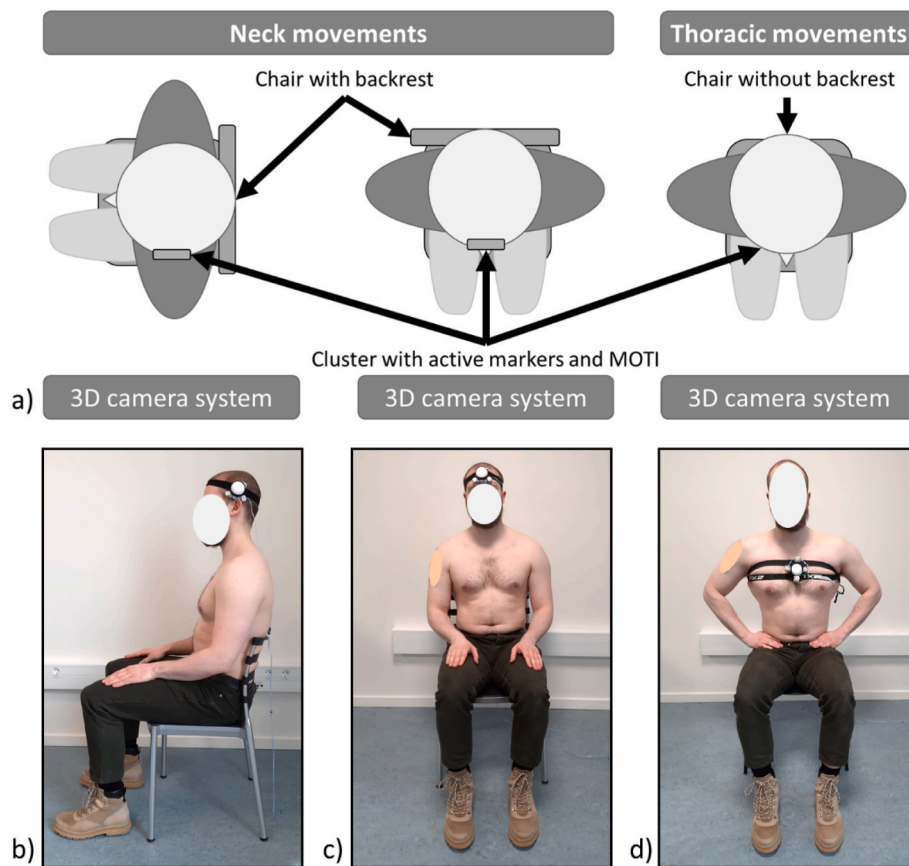 Neck movements
Thoracic movements
Chair with backrest
Chair without backrest
Cluster with active markers and MOTI
a)
3D camera system
3D camera system
3D camera system
b)
c)
d)